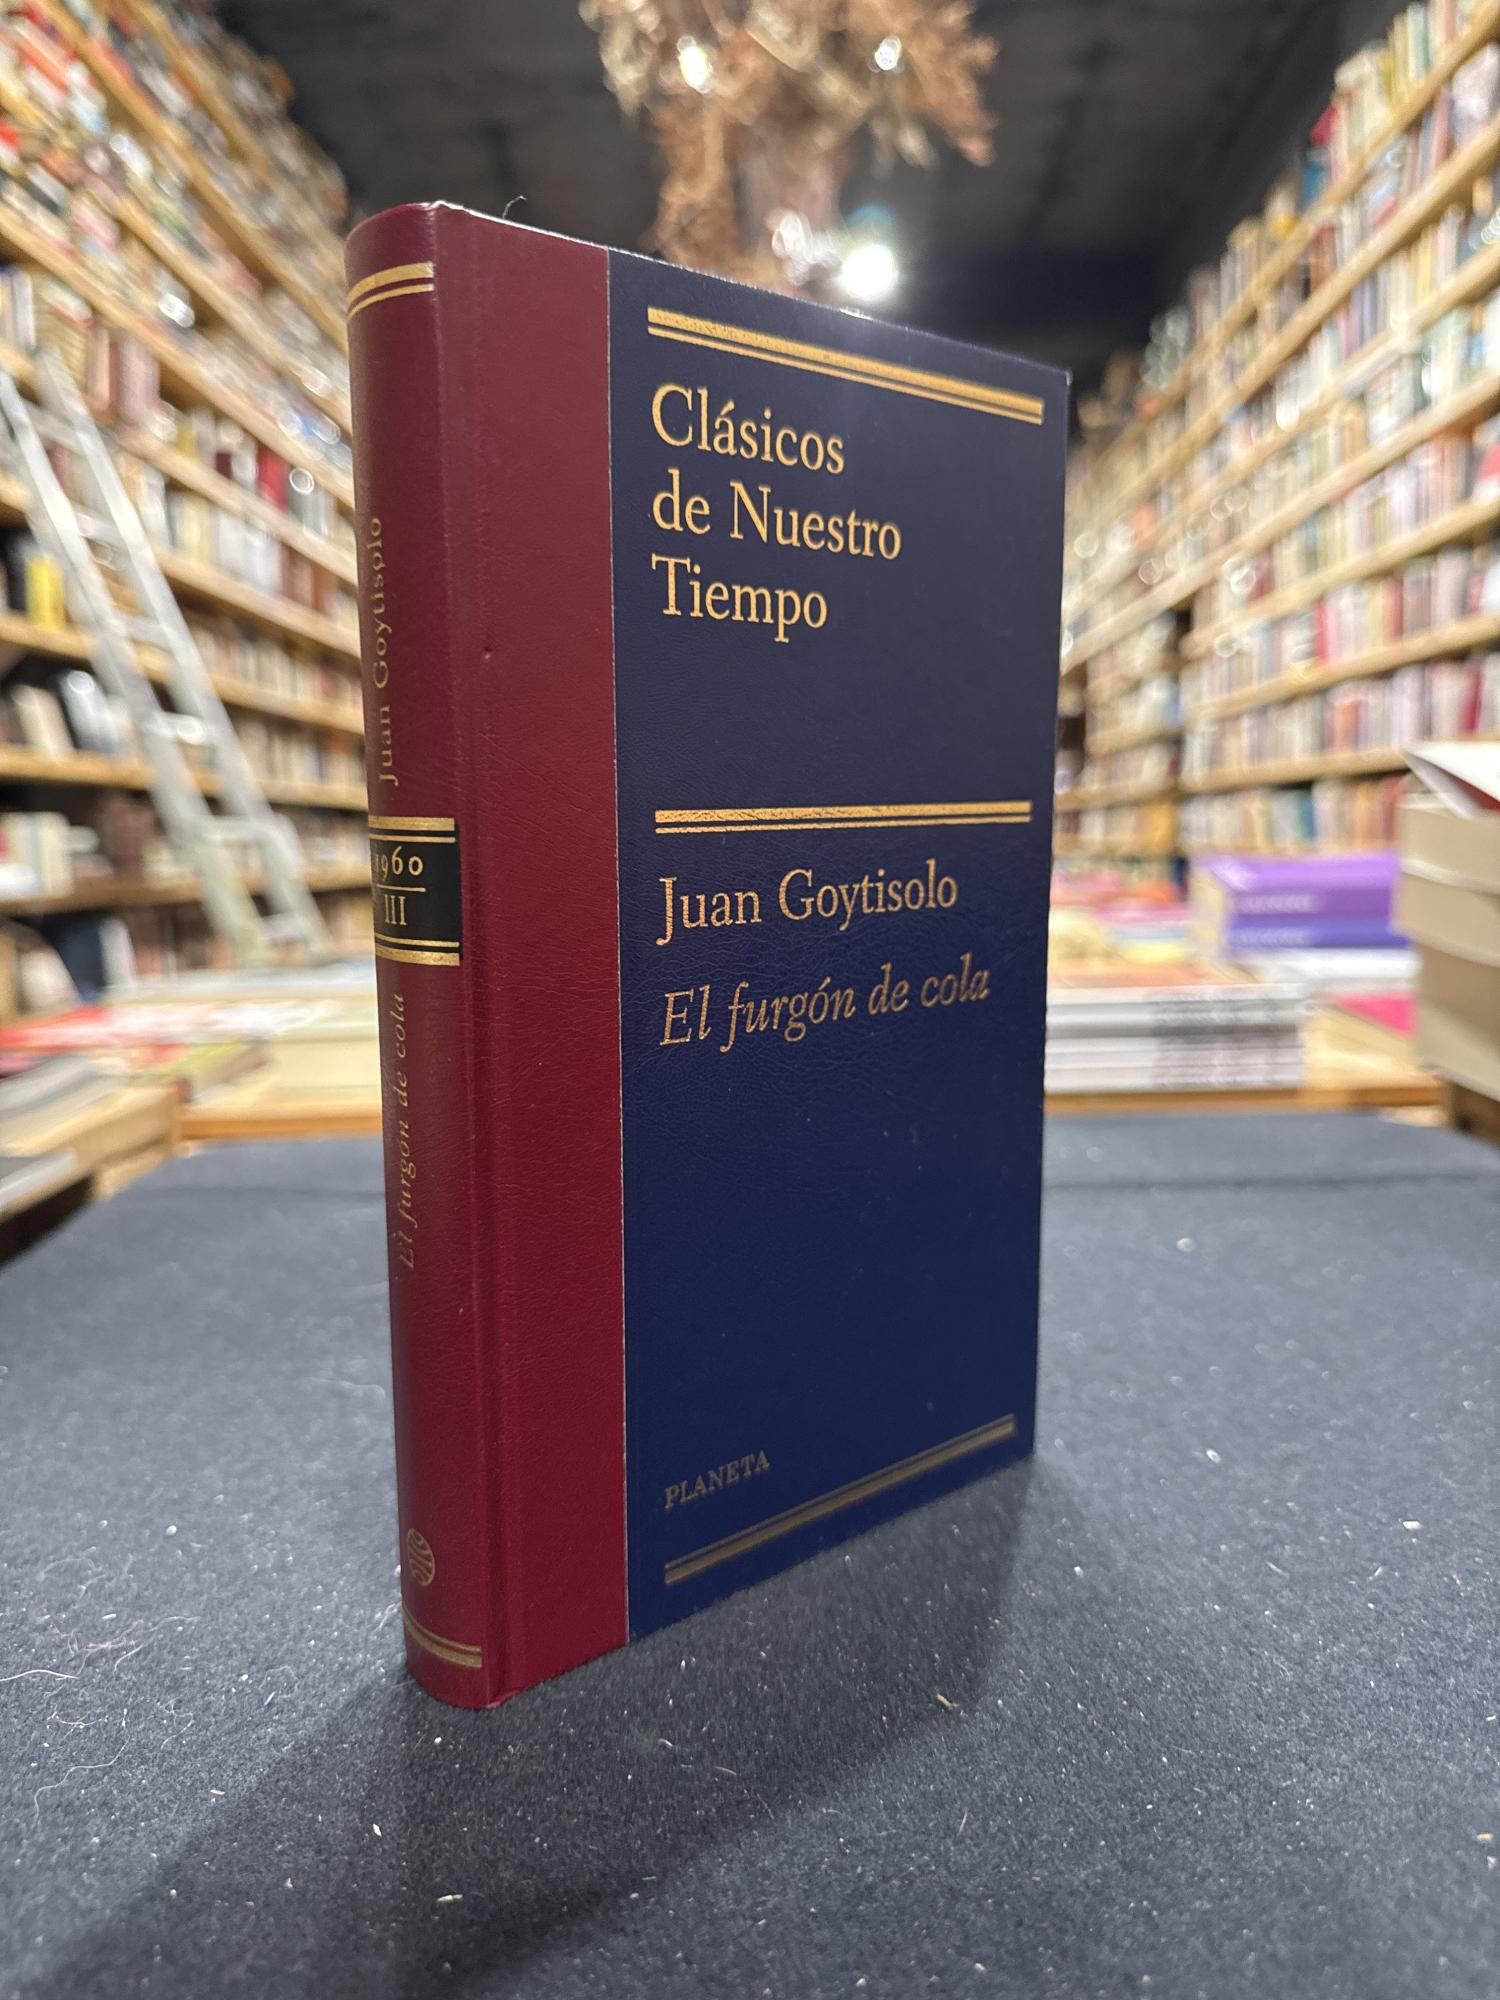 Juan Goytisolo
1960
III
El furgón de cola
Clásicos
de Nuestro
Tiempo
Juan Goytisolo
El furgón de cola
PLANETA